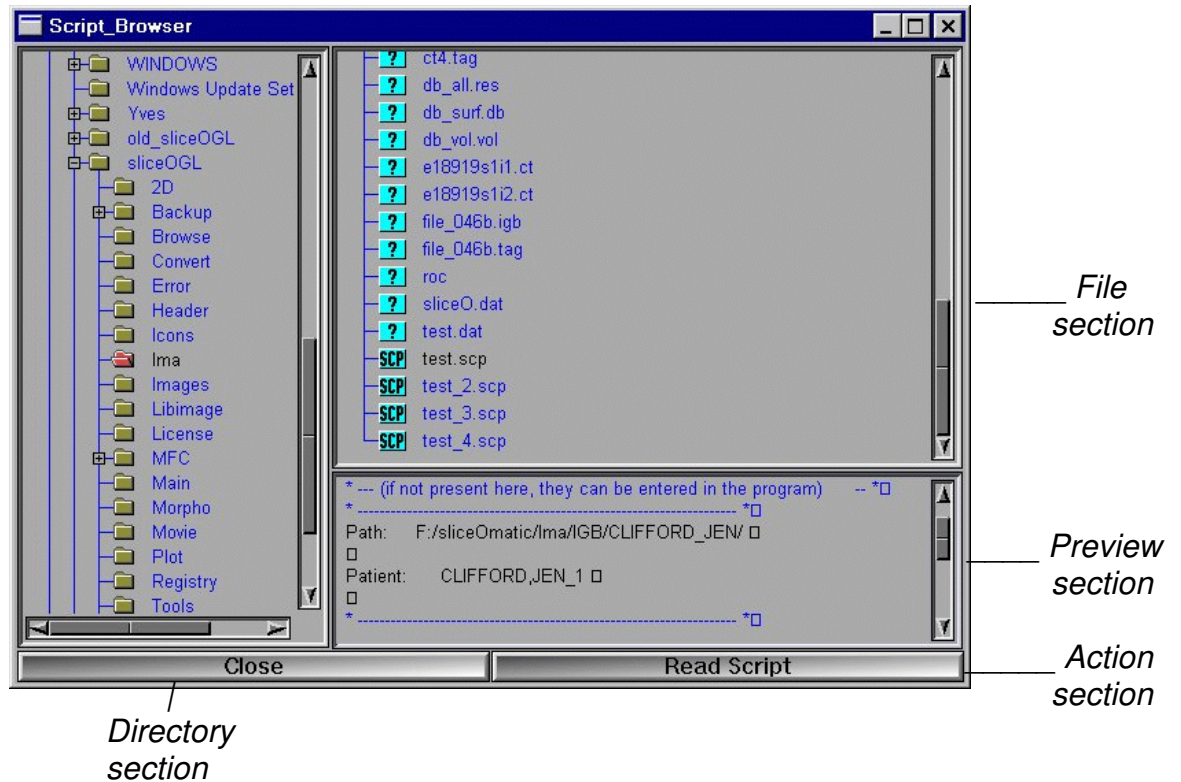 Script_Browser
WINDOWS
Windows Update Set
Yves
old_sliceOGL
sliceOGL
2D
Backup
Browse
Convert
Error
Header
Icons
Ima
Images
Libimage
License
MFC
Main
Morpho
Movie
Plot
Registry
Tools
? ct4.tag
? db_all.res
? db_surf.db
? db_vol.vol
? e18919s1i1.ct
? e18919s1i2.ct
? file_046b.igb
? file_046b.tag
? roc
? sliceO.dat
? test.dat
SCP test.scp
SCP test_2.scp
SCP test_3.scp
SCP test_4.scp
* --- (if not present here, they can be entered in the program) -- *▯
* ------------------------------------------------------------------- *▯
Path: F:/sliceOmatic/Ima/IGB/CLIFFORD_JEN/ ▯
▯
Patient: CLIFFORD,JEN_1 ▯
▯
* ------------------------------------------------------------------- *▯
Close
Read Script
File
section
Preview
section
Action
section
Directory
section